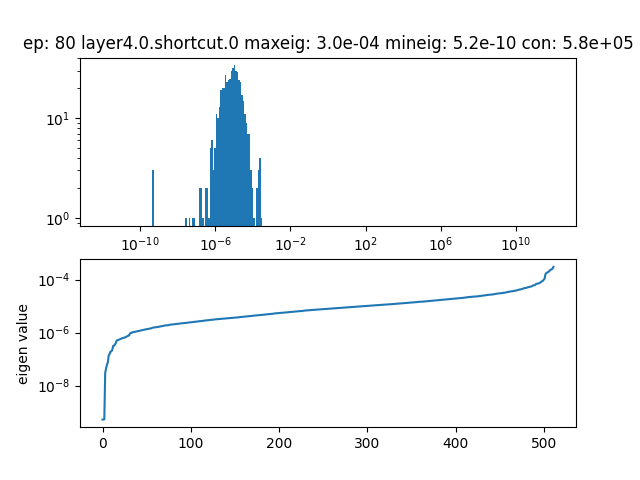 ep: 80 layer4.0.shortcut.0 maxeig: 3.0e-04 mineig: 5.2e-10 con: 5.8e+05
10¹
10⁰
10⁻¹⁰ 10⁻⁶ 10⁻² 10² 10⁶ 10¹⁰
10⁻⁴
10⁻⁶
10⁻⁸
eigen value
0 100 200 300 400 500